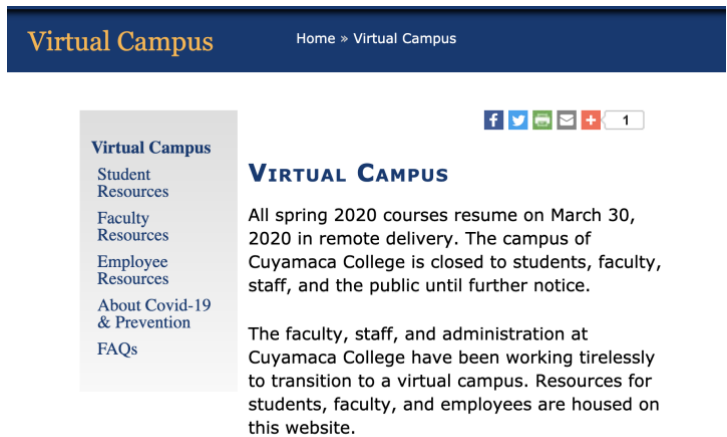 Virtual Campus
Home » Virtual Campus
1
Virtual Campus
Student
Resources
Faculty
Resources
Employee
Resources
About Covid-19
& Prevention
FAQs
VIRTUAL CAMPUS
All spring 2020 courses resume on March 30,
2020 in remote delivery. The campus of
Cuyamaca College is closed to students, faculty,
staff, and the public until further notice.
The faculty, staff, and administration at
Cuyamaca College have been working tirelessly
to transition to a virtual campus. Resources for
students, faculty, and employees are housed on
this website.